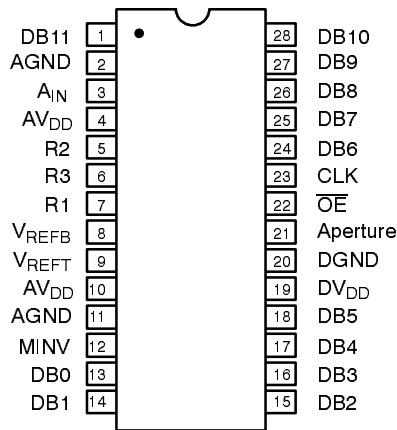 DB11 1 28 DB10
AGND 2 27 DB9
AIN 3 26 DB8
AVDD 4 25 DB7
R2 5 24 DB6
R3 6 23 CLK
R1 7 22 O̅E̅
VREFB 8 21 Aperture
VREFT 9 20 DGND
AVDD 10 19 DVDD
AGND 11 18 DB5
MINV 12 17 DB4
DB0 13 16 DB3
DB1 14 15 DB2